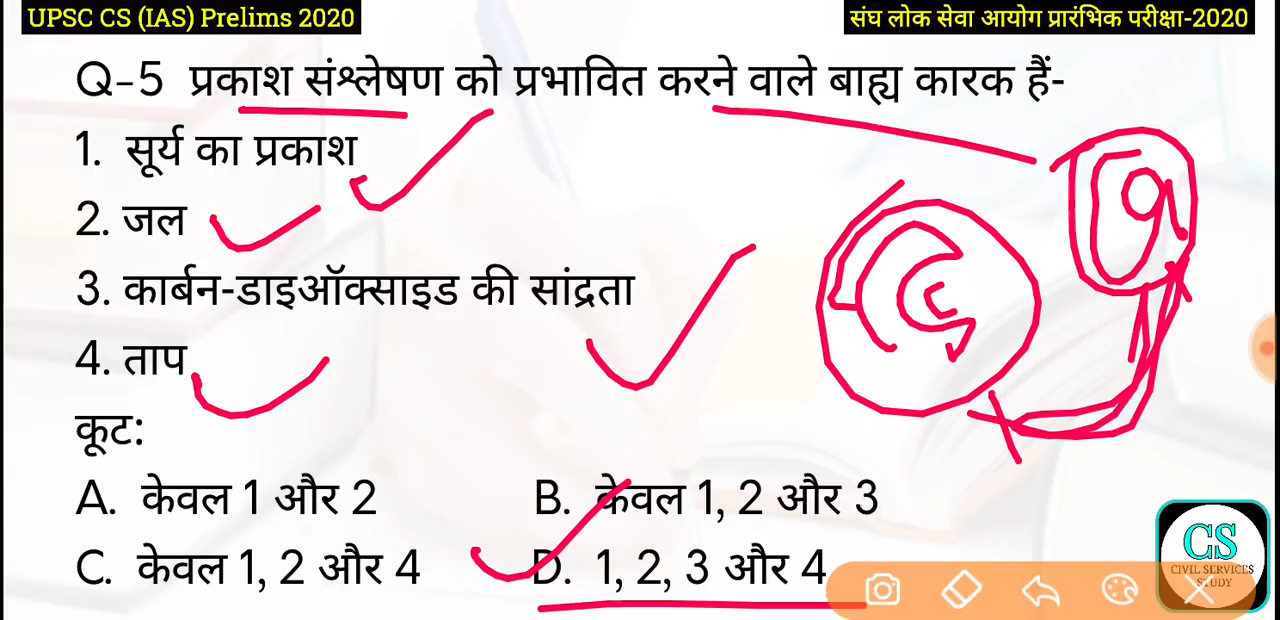 UPSC CS (IAS) Prelims 2020
संघ लोक सेवा आयोग प्रारंभिक परीक्षा-2020
Q-5 प्रकाश संश्लेषण को प्रभावित करने वाले बाह्य कारक हैं-
1. सूर्य का प्रकाश
2. जल
3. कार्बन-डाइऑक्साइड की सांद्रता
4. ताप
कूट:
A. केवल 1 और 2
B. केवल 1, 2 और 3
C. केवल 1, 2 और 4
D. 1, 2, 3 और 4
CS
CIVIL SERVICES
STUDY